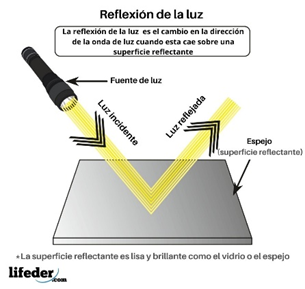 Reflexión de la luz
La reflexión de la luz es el cambio en la dirección
de la onda de luz cuando esta cae sobre una
superficie reflectante
Fuente de luz
Luz incidente
Luz reflejada
Espejo
(superficie reflectante)
*La superficie reflectante es lisa y brillante como el vidrio o el espejo
lifeder.com